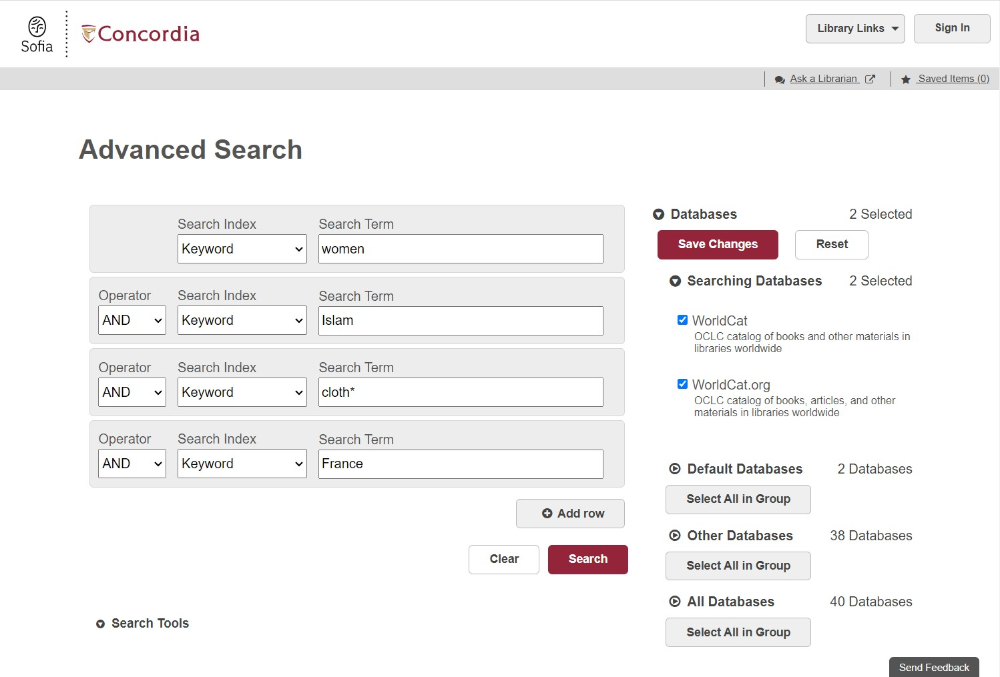 Sofia
Concordia
Library Links
Sign In
Ask a Librarian
Saved Items (0)
Advanced Search
Search Index
Search Term
Keyword
women
Operator
Search Index
Search Term
AND
Keyword
Islam
Operator
Search Index
Search Term
AND
Keyword
cloth*
Operator
Search Index
Search Term
AND
Keyword
France
Add row
Clear
Search
Search Tools
Databases
2 Selected
Save Changes
Reset
Searching Databases
2 Selected
WorldCat
OCLC catalog of books and other materials in
libraries worldwide
WorldCat.org
OCLC catalog of books, articles, and other
materials in libraries worldwide
Default Databases
2 Databases
Select All in Group
Other Databases
38 Databases
Select All in Group
All Databases
40 Databases
Select All in Group
Send Feedback